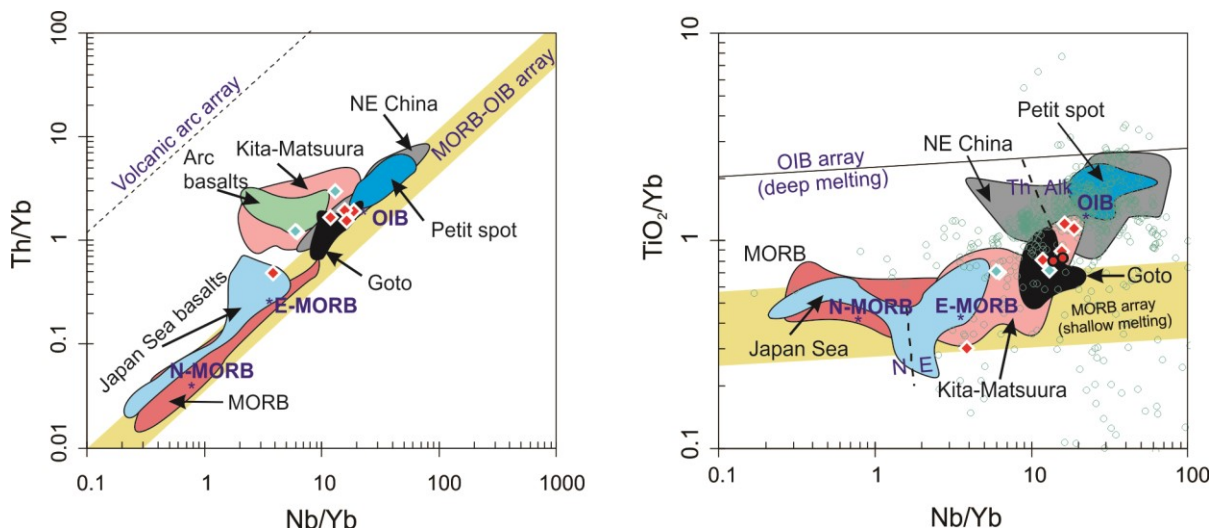 100
10
1
0.1
0.01
Th/Yb
0.1
1
10
100
1000
Nb/Yb
Volcanic arc array
Arc
basalts
Kita-Matsuura
NE China
MORB-OIB array
OIB
Petit spot
Goto
Japan Sea basalts
E-MORB
N-MORB
MORB
10
1
0.1
TiO₂/Yb
0.1
1
10
100
Nb/Yb
OIB array
(deep melting)
NE China
Petit spot
Th Alk
OIB
MORB
N-MORB
E-MORB
Goto
MORB array
(shallow melting)
Japan Sea
N E
Kita-Matsuura